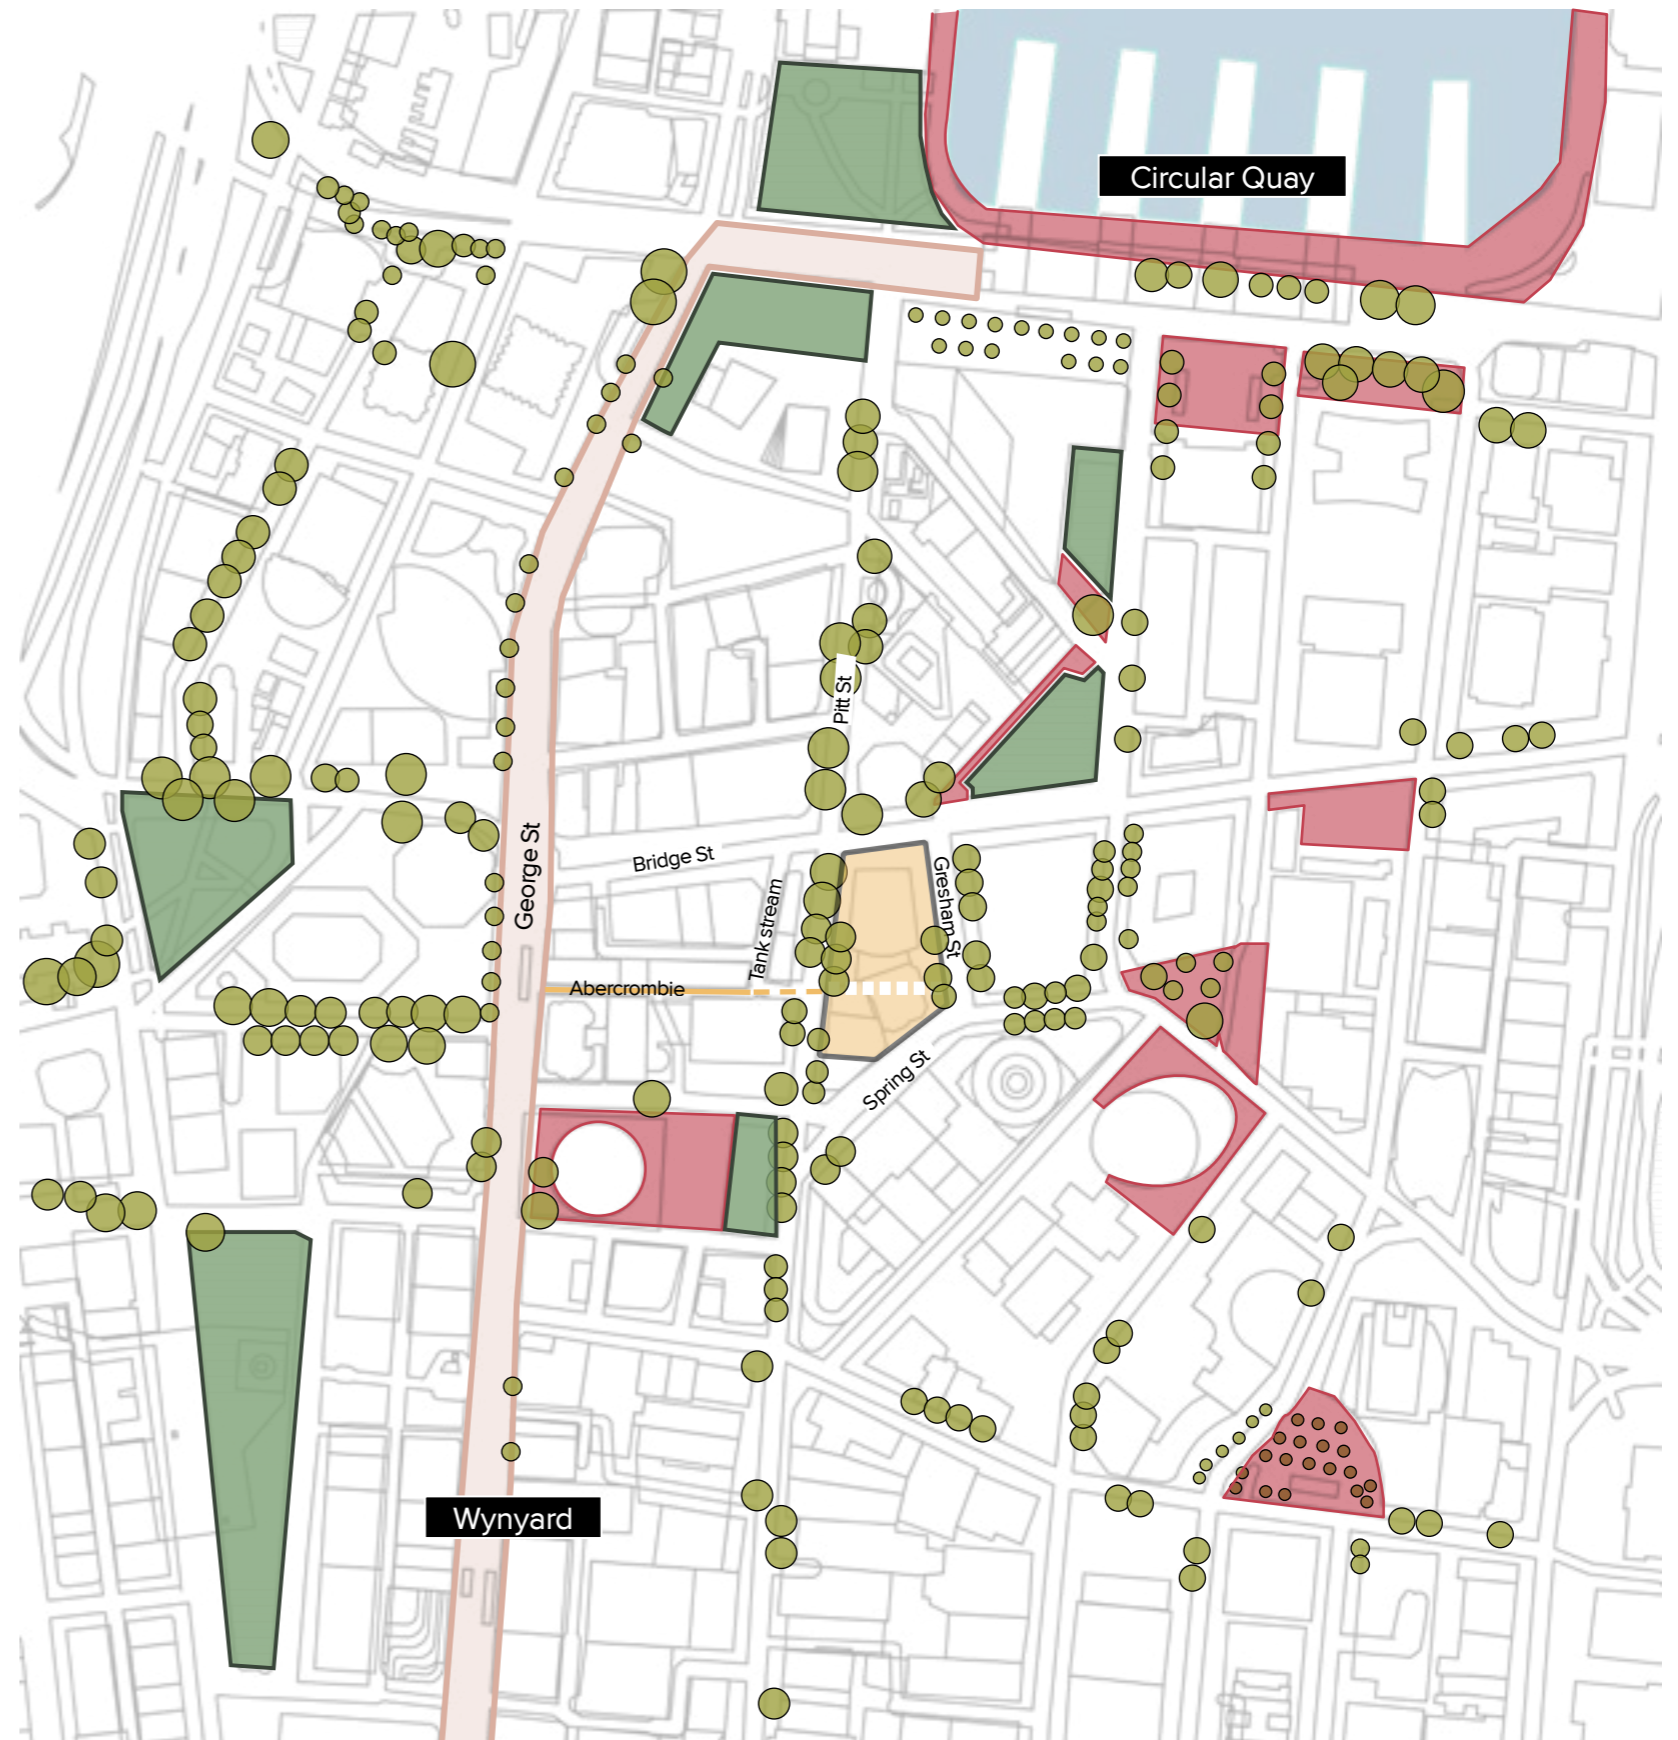 Circular Quay
Pitt St
George St
Bridge St
Gresham St
Tank stream
Abercrombie
Spring St
Wynyard